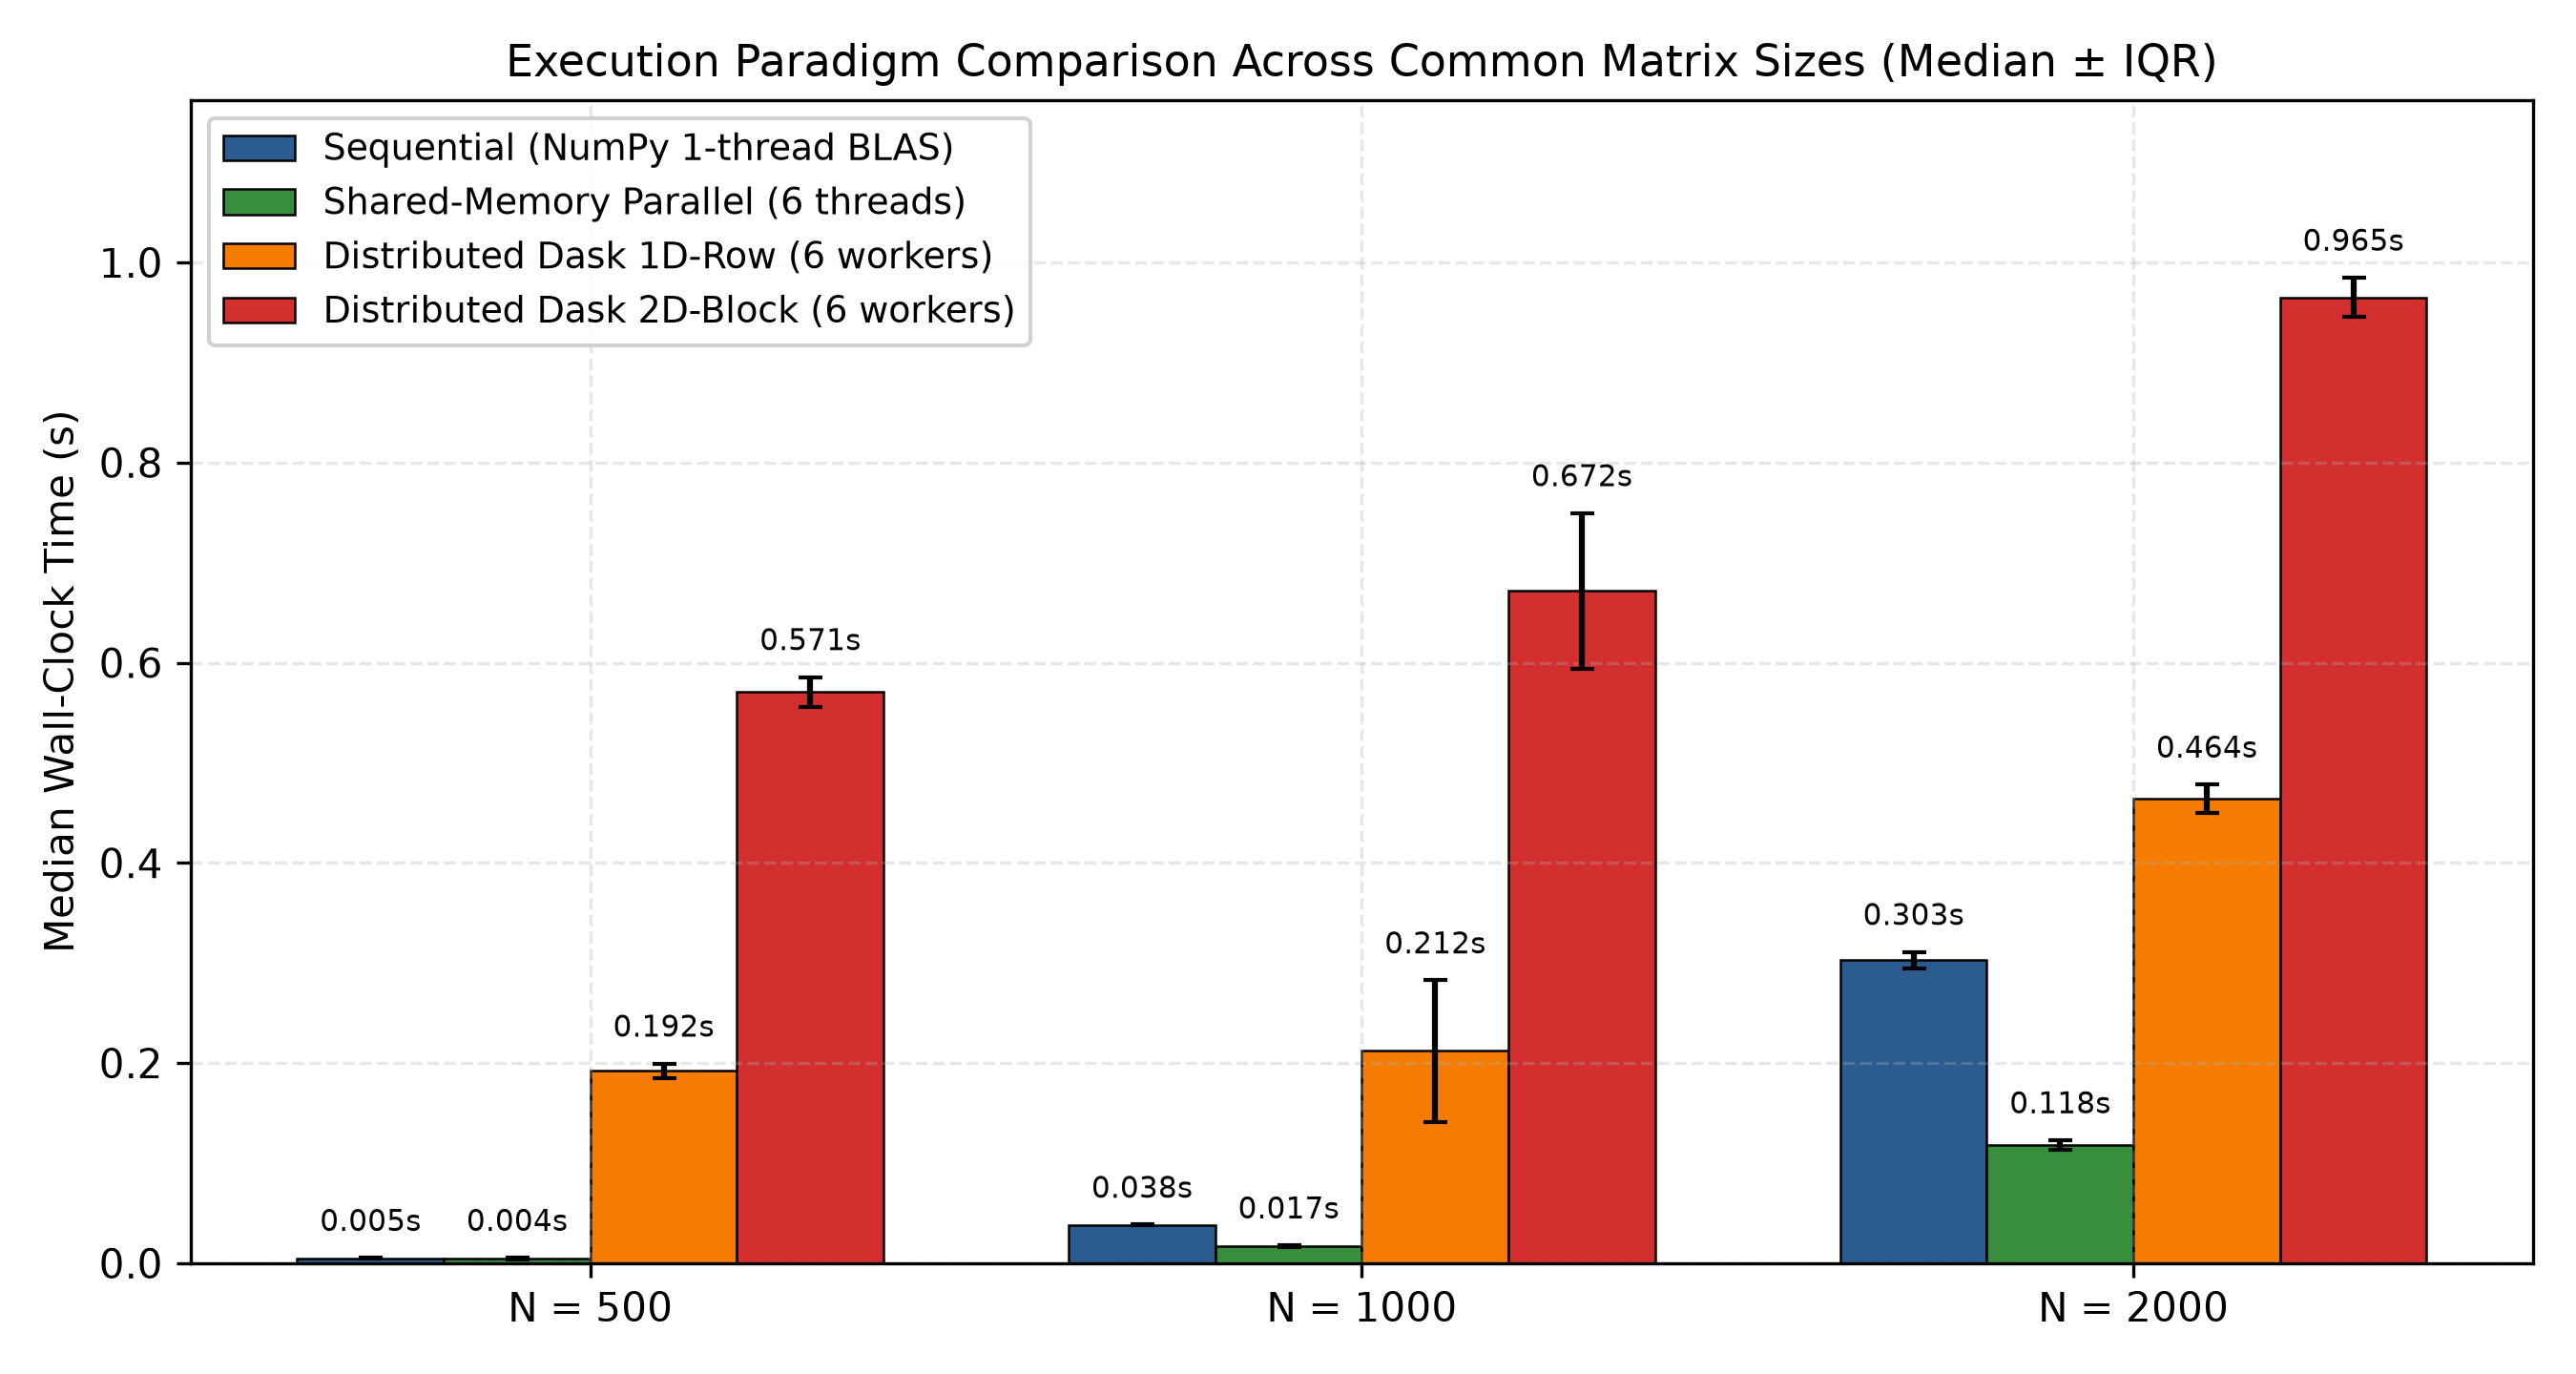 Execution Paradigm Comparison Across Common Matrix Sizes (Median ± IQR)
Sequential (NumPy 1-thread BLAS)
Shared-Memory Parallel (6 threads)
Distributed Dask 1D-Row (6 workers)
Distributed Dask 2D-Block (6 workers)
Median Wall-Clock Time (s)
1.0
0.8
0.6
0.4
0.2
0.0
0.005s
0.004s
0.192s
0.571s
0.038s
0.017s
0.212s
0.672s
0.303s
0.118s
0.464s
0.965s
N = 500
N = 1000
N = 2000